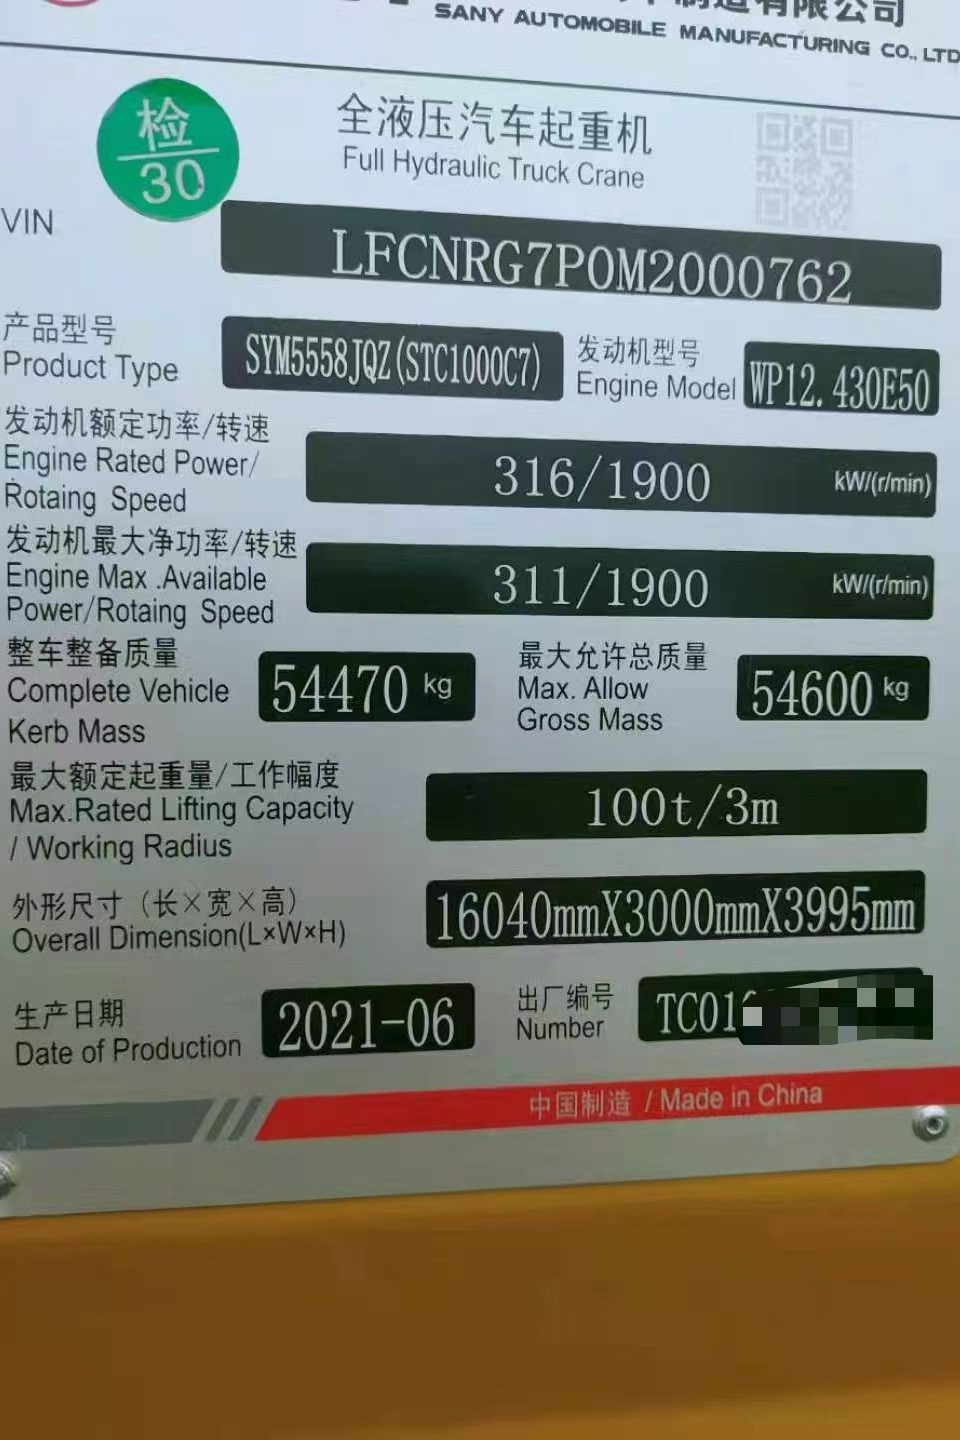 制造有限公司
SANY AUTOMOBILE MANUFACTURING CO., LTD
检
30
全液压汽车起重机
Full Hydraulic Truck Crane
VIN
LFCNRG7P0M2000762
产品型号
Product Type
SYM5558JQZ(STC1000C7)
发动机型号
Engine Model
WP12.430E50
发动机额定功率/转速
Engine Rated Power/
Rotaing Speed
316/1900 kW/(r/min)
发动机最大净功率/转速
Engine Max .Available
Power/Rotaing Speed
311/1900 kW/(r/min)
整车整备质量
Complete Vehicle
Kerb Mass
54470 kg
最大允许总质量
Max. Allow
Gross Mass
54600 kg
最大额定起重量/工作幅度
Max.Rated Lifting Capacity
/ Working Radius
100t/3m
外形尺寸（长×宽×高）
Overall Dimension(L×W×H)
16040mmX3000mmX3995mm
生产日期
Date of Production
2021-06
出厂编号
Number
TC01
中国制造 / Made in China